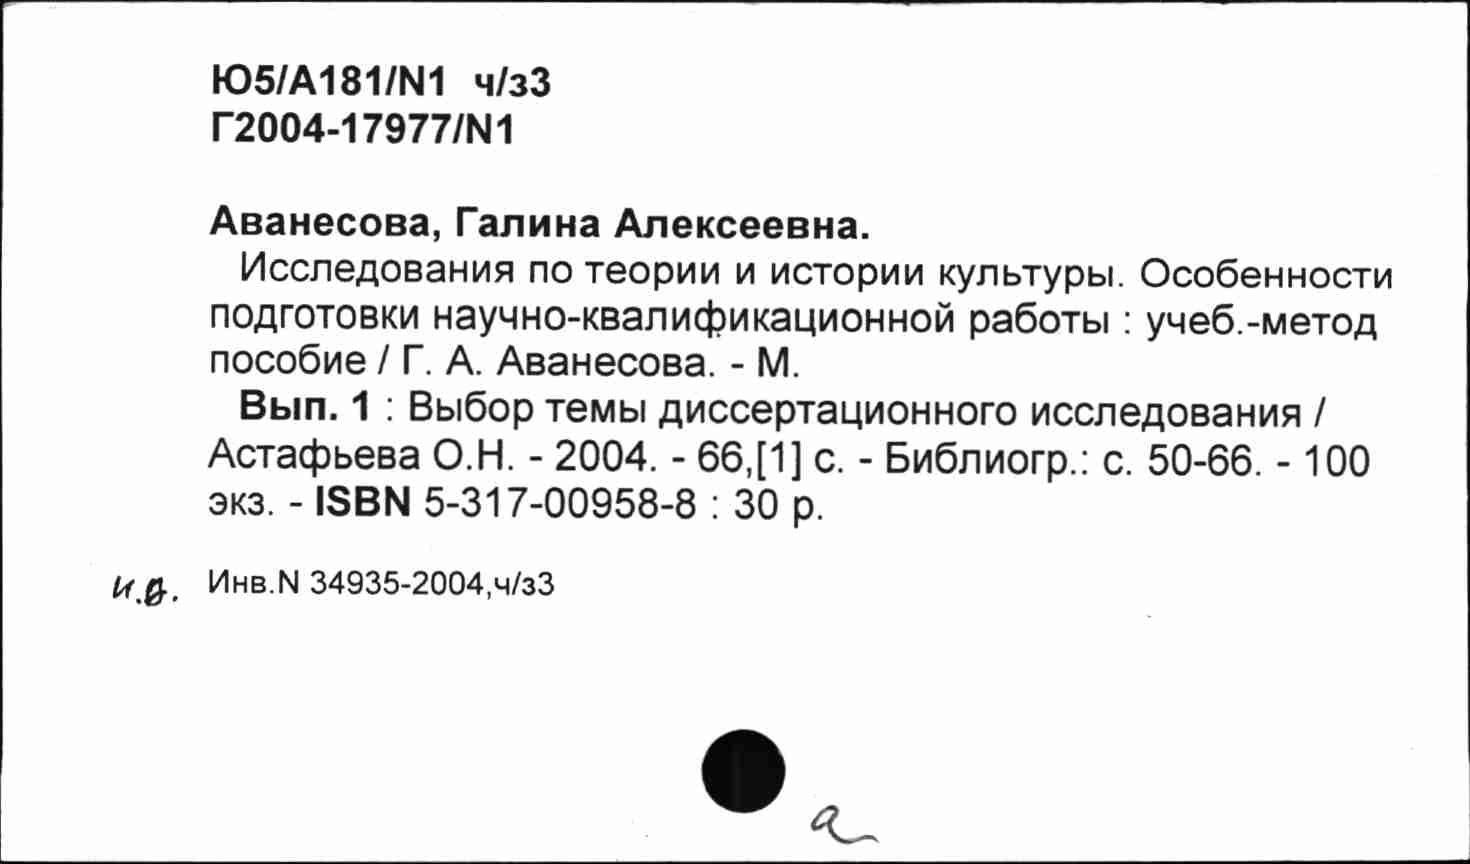 Ю5/А181/N1 ч/з3
Г2004-17977/N1
Аванесова, Галина Алексеевна.
Исследования по теории и истории культуры. Особенности
подготовки научно-квалификационной работы : учеб.-метод
пособие / Г. А. Аванесова. - М.
Вып. 1 : Выбор темы диссертационного исследования /
Астафьева О.Н. - 2004. - 66,[1] с. - Библиогр.: с. 50-66. - 100
экз. - ISBN 5-317-00958-8 : 30 р.
Инв.N 34935-2004,ч/з3
а